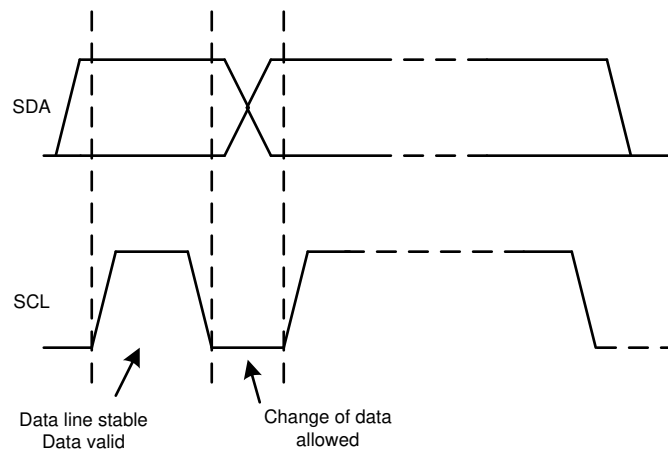 SDA
SCL
Data line stable
Data valid
Change of data
allowed